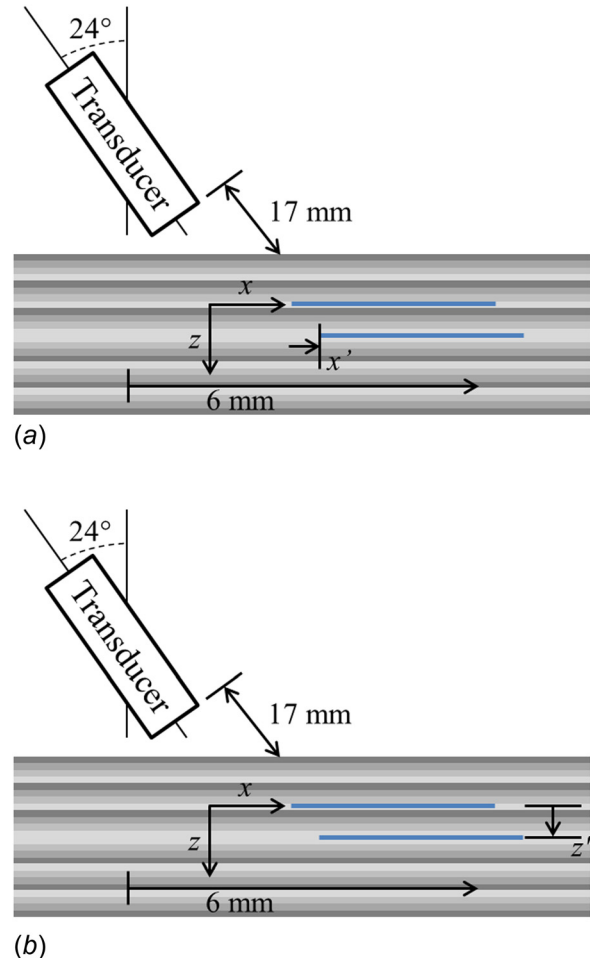 24°
Transducer
17 mm
x
z
x'
6 mm
(a)
24°
Transducer
17 mm
x
z
z'
6 mm
(b)